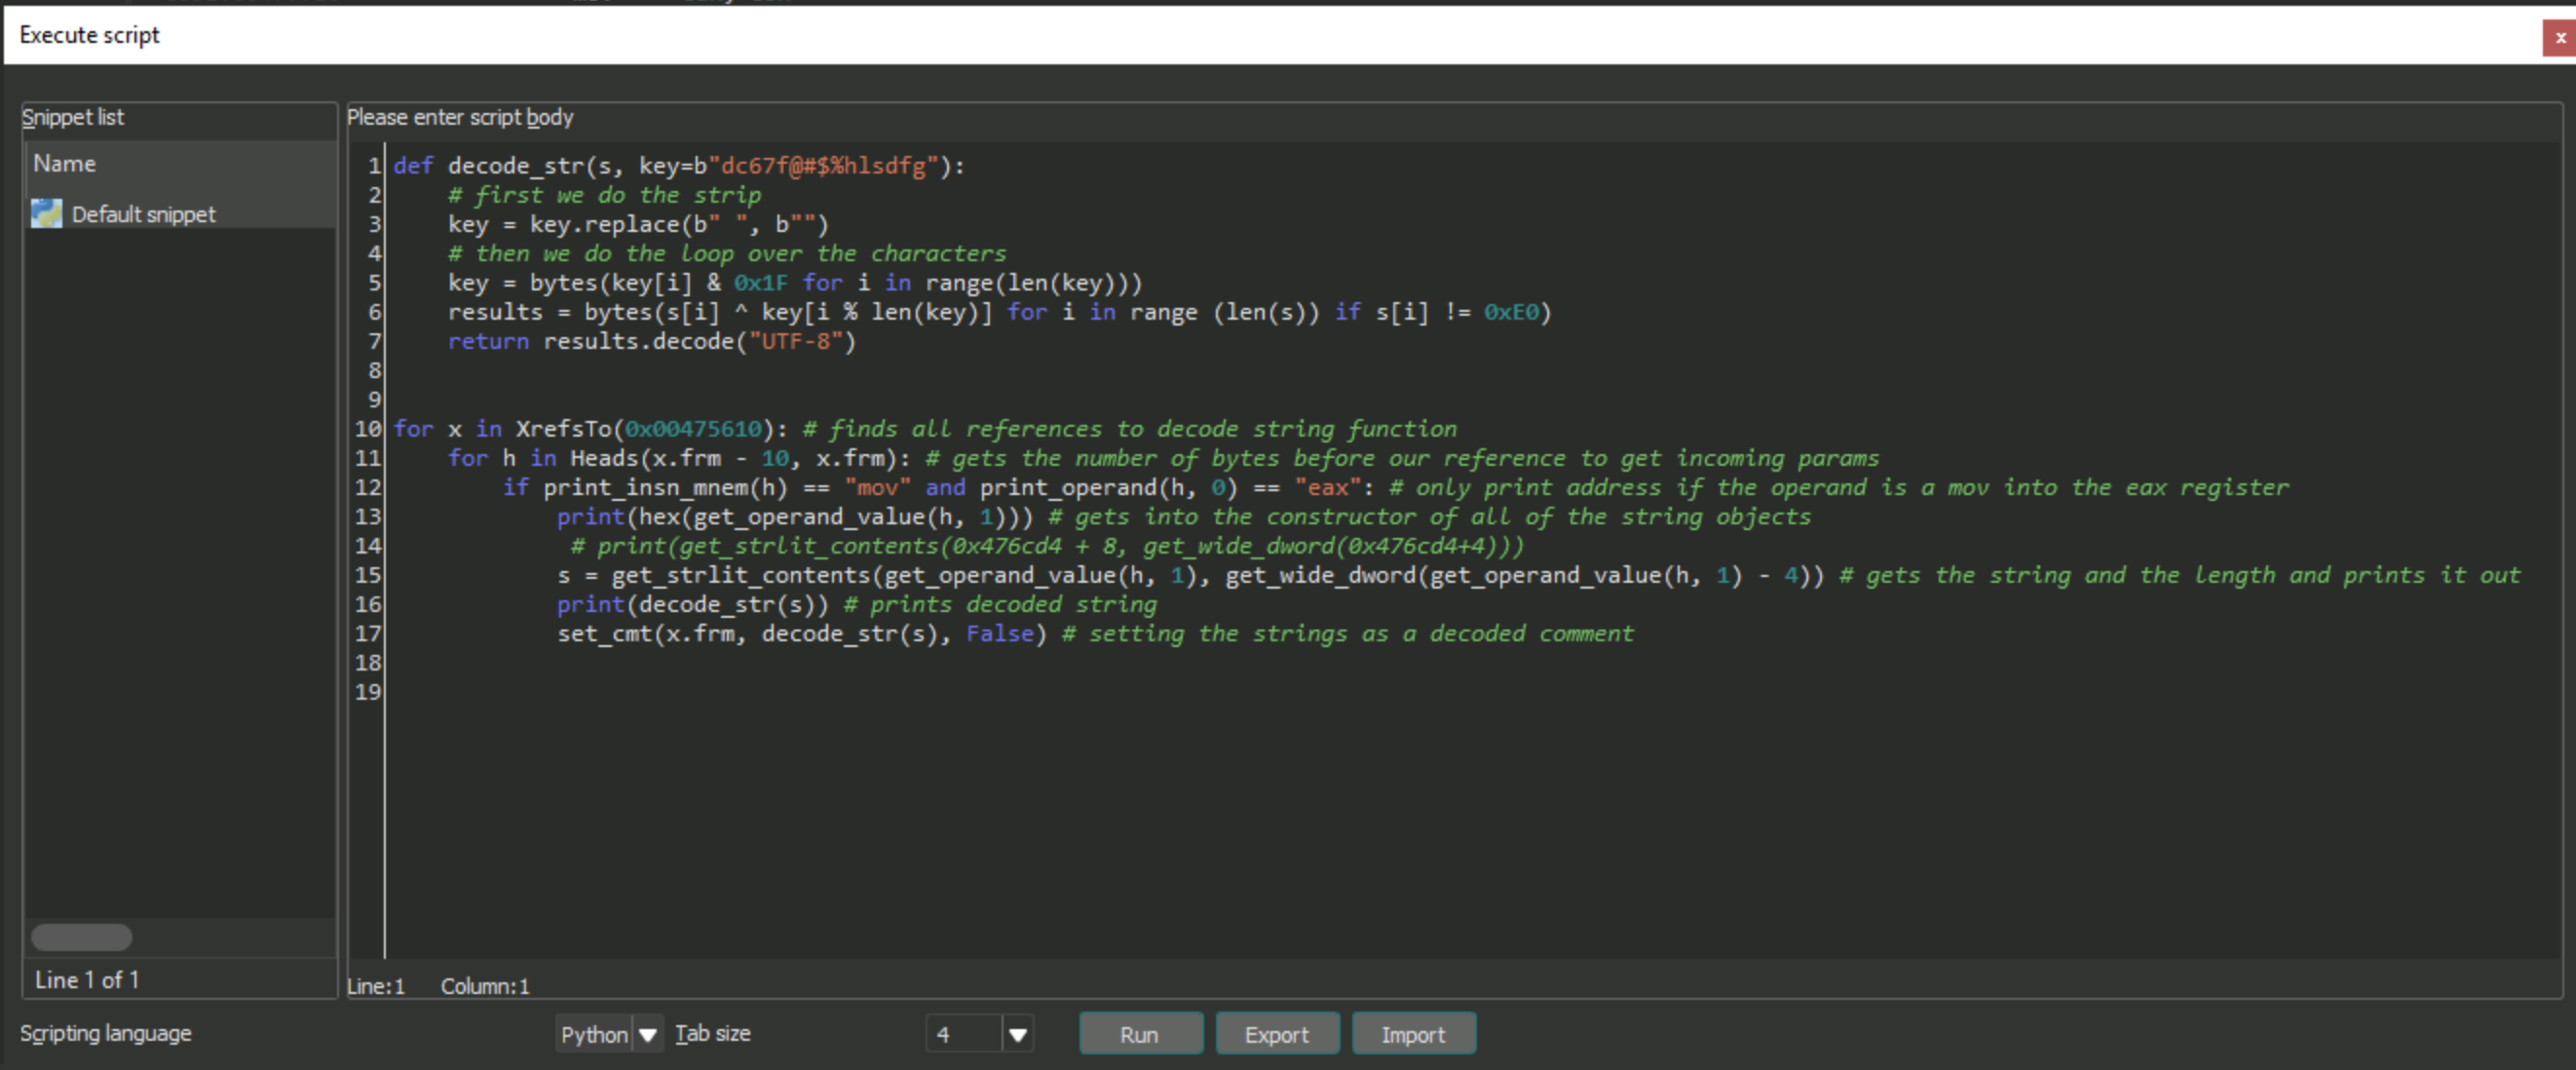 Execute script
x
Snippet list
Name
Default snippet
Line 1 of 1
Please enter script body
1 def decode_str(s, key=b"dc67f@#$%hlsdfg"):
2     # first we do the strip
3     key = key.replace(b" ", b"")
4     # then we do the loop over the characters
5     key = bytes(key[i] & 0x1F for i in range(len(key)))
6     results = bytes(s[i] ^ key[i % len(key)] for i in range (len(s)) if s[i] != 0xE0)
7     return results.decode("UTF-8")
8
9
10 for x in XrefsTo(0x00475610): # finds all references to decode string function
11     for h in Heads(x.frm - 10, x.frm): # gets the number of bytes before our reference to get incoming params
12         if print_insn_mnem(h) == "mov" and print_operand(h, 0) == "eax": # only print address if the operand is a mov into the eax register
13             print(hex(get_operand_value(h, 1))) # gets into the constructor of all of the string objects
14              # print(get_strlit_contents(0x476cd4 + 8, get_wide_dword(0x476cd4+4)))
15             s = get_strlit_contents(get_operand_value(h, 1), get_wide_dword(get_operand_value(h, 1) - 4)) # gets the string and the length and prints it out
16             print(decode_str(s)) # prints decoded string
17             set_cmt(x.frm, decode_str(s), False) # setting the strings as a decoded comment
18
19
Line:1 Column:1
Scripting language Python Tab size 4 Run Export Import